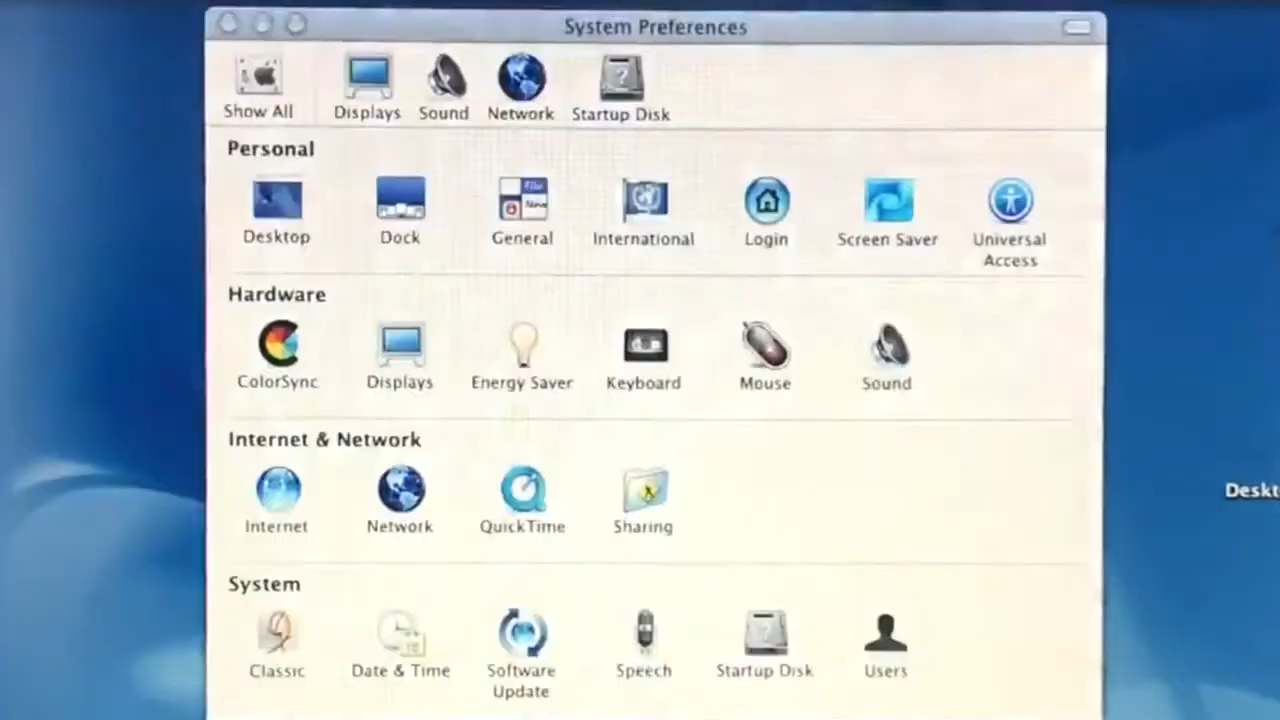 System Preferences
Show All Displays Sound Network Startup Disk
Personal
File
New
Desktop Dock General International Login Screen Saver Universal
Access
Hardware
ColorSync Displays Energy Saver Keyboard Mouse Sound
Internet & Network
Internet Network QuickTime Sharing
Deskt
System
Classic Date & Time Software Speech Startup Disk Users
Update